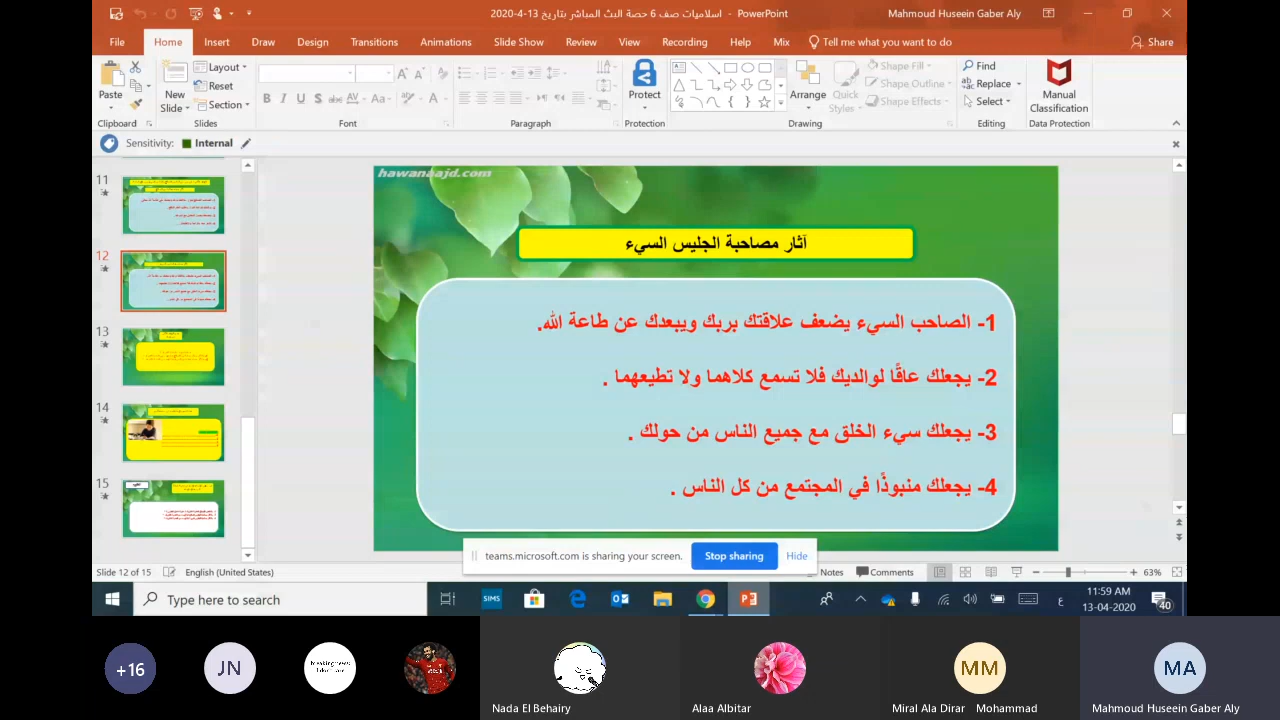 اسلاميات صف 6 حصة البث المباشر بتاريخ 13-4-2020 - PowerPoint
Mahmoud Huseein Gaber Aly
File Home Insert Draw Design Transitions Animations Slide Show Review View Recording Help Mix Tell me what you want to do Share
Paste
New Slide
Layout
Reset
Section
Protect
Arrange
Quick Styles
Shape Fill
Shape Outline
Shape Effects
Find
Replace
Select
Manual Classification
Clipboard Slides Font Paragraph Protection Drawing Editing Data Protection
Sensitivity: Internal
11
12
13
14
15
hawanaajd.com
آثار مصاحبة الجليس السيء
1- الصاحب السيء يضعف علاقتك بربك ويبعدك عن طاعة الله.
2- يجعلك عاقًا لوالديك فلا تسمع كلاهما ولا تطيعهما .
3- يجعلك سيء الخلق مع جميع الناس من حولك .
4- يجعلك منبوذًا في المجتمع من كل الناس .
teams.microsoft.com is sharing your screen. Stop sharing Hide
Slide 12 of 15 English (United States) Notes Comments 63%
Type here to search
SIMS
ع
11:59 AM
13-04-2020
40
+16
JN
MM
MA
Nada El Behairy
Alaa Albitar
Miral Ala Dirar Mohammad
Mahmoud Huseein Gaber Aly